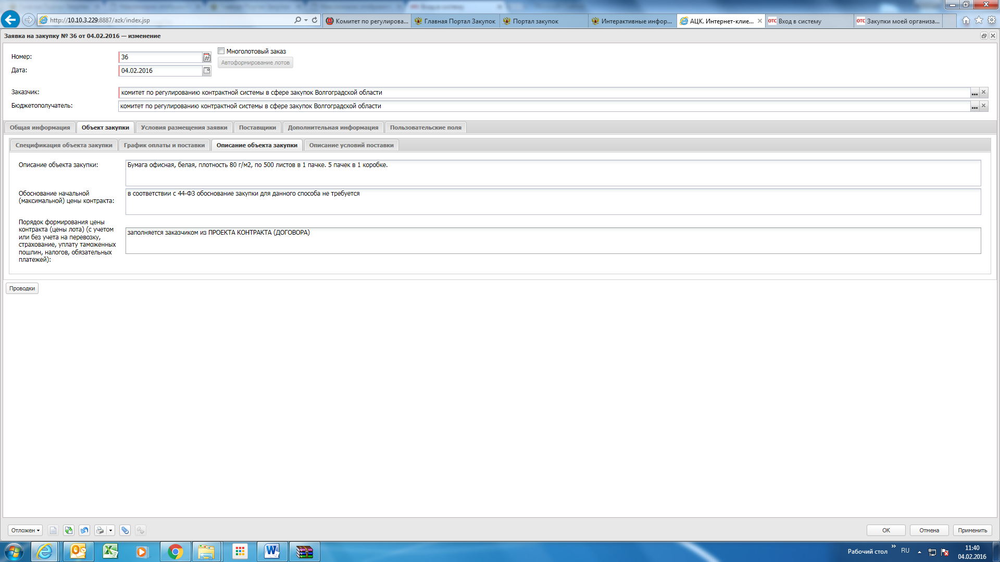 http://10.10.3.229:8887/azk/index.jsp
Комитет по регулирова...
Главная Портал Закупок
Портал закупок
Интерактивные инфор...
АЦК. Интернет-клие...
ОТС Вход в систему
ОТС Закупки моей организа...
Заявка на закупку № 36 от 04.02.2016 — изменение
Номер:
36
Многолотовый заказ
Автоформирование лотов
Дата:
04.02.2016
Заказчик:
комитет по регулированию контрактной системы в сфере закупок Волгоградской области
Бюджетополучатель:
комитет по регулированию контрактной системы в сфере закупок Волгоградской области
Общая информация
Объект закупки
Условия размещения заявки
Поставщики
Дополнительная информация
Пользовательские поля
Спецификация объекта закупки
График оплаты и поставки
Описание объекта закупки
Описание условий поставки
Описание объекта закупки:
Бумага офисная, белая, плотность 80 г/м2, по 500 листов в 1 пачке. 5 пачек в 1 коробке.
Обоснование начальной
(максимальной) цены контракта:
в соответствии с 44-ФЗ обоснование закупки для данного способа не требуется
Порядок формирования цены
контракта (цены лота) (с учетом
или без учета на перевозку,
страхование, уплату таможенных
пошлин, налогов, обязательных
платежей):
заполняется заказчиком из ПРОЕКТА КОНТРАКТА (ДОГОВОРА)
Проводки
Отложен
ОК
Отмена
Применить
Рабочий стол
RU
11:40
04.02.2016